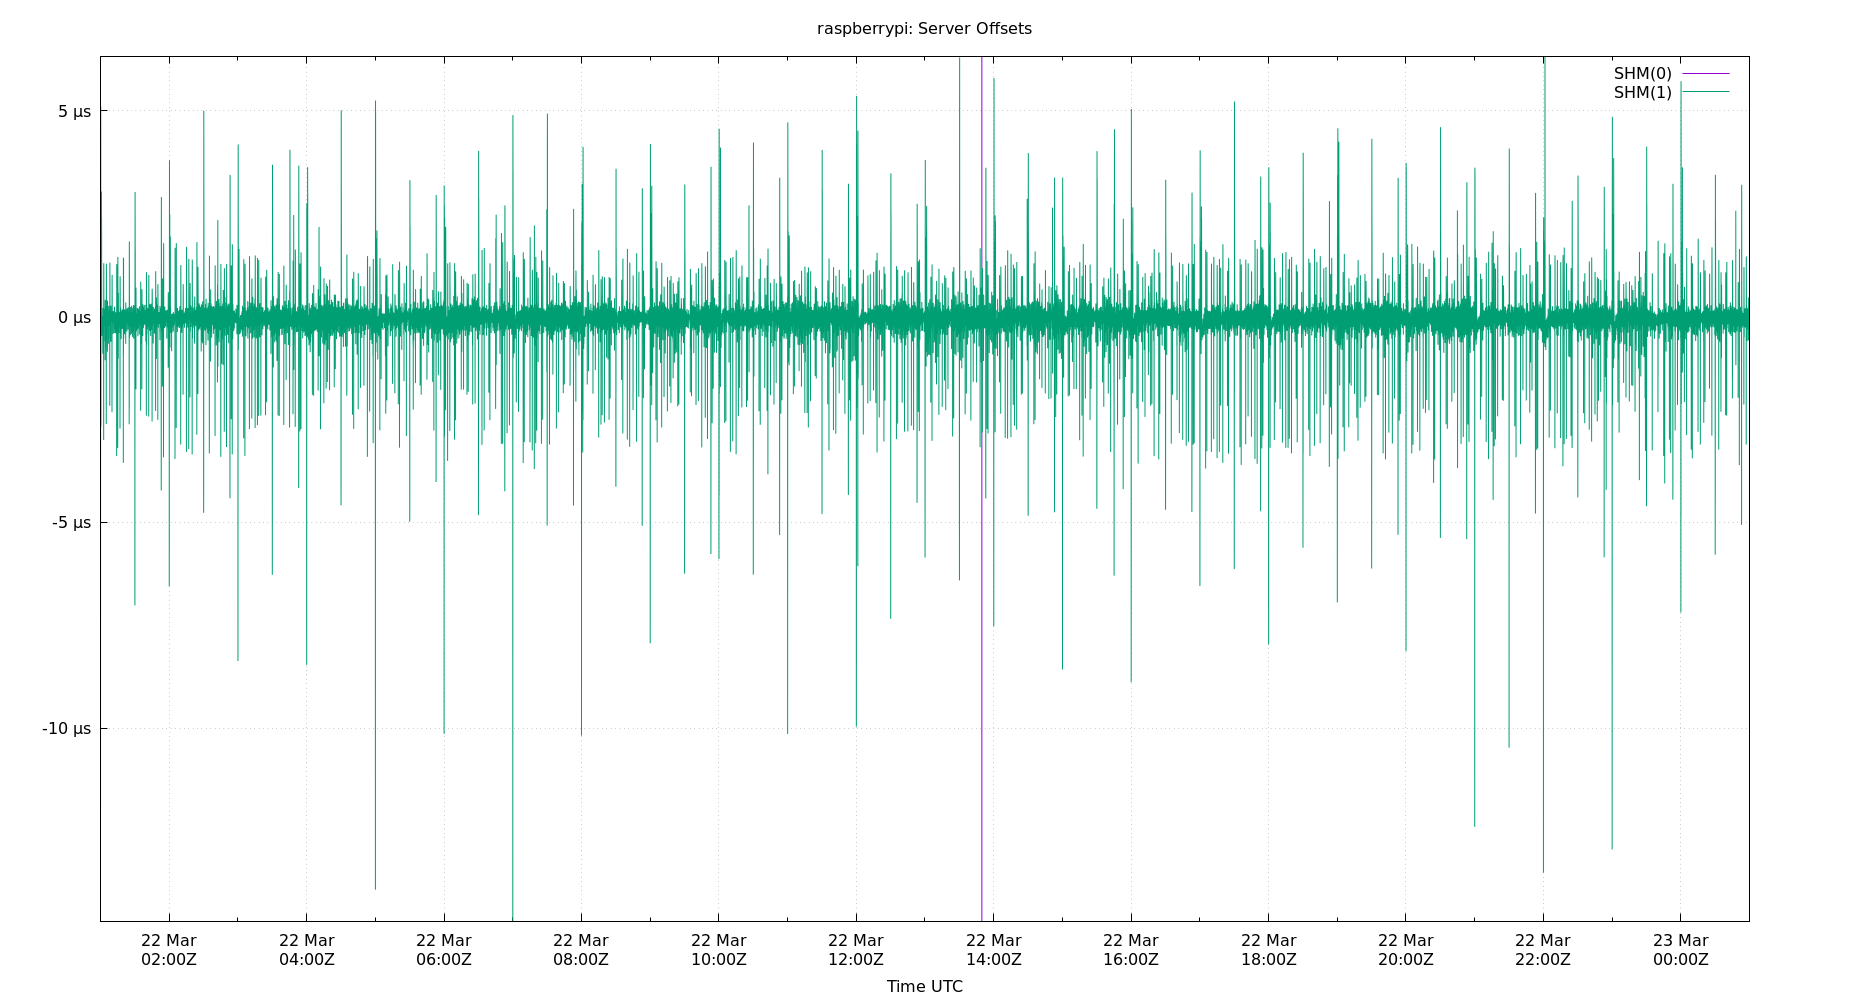 raspberrypi: Server Offsets
SHM(0)
SHM(1)
5 µs
0 µs
-5 µs
-10 µs
22 Mar 22 Mar 22 Mar 22 Mar 22 Mar 22 Mar 22 Mar 22 Mar 22 Mar 22 Mar 22 Mar 23 Mar
02:00Z 04:00Z 06:00Z 08:00Z 10:00Z 12:00Z 14:00Z 16:00Z 18:00Z 20:00Z 22:00Z 00:00Z
Time UTC